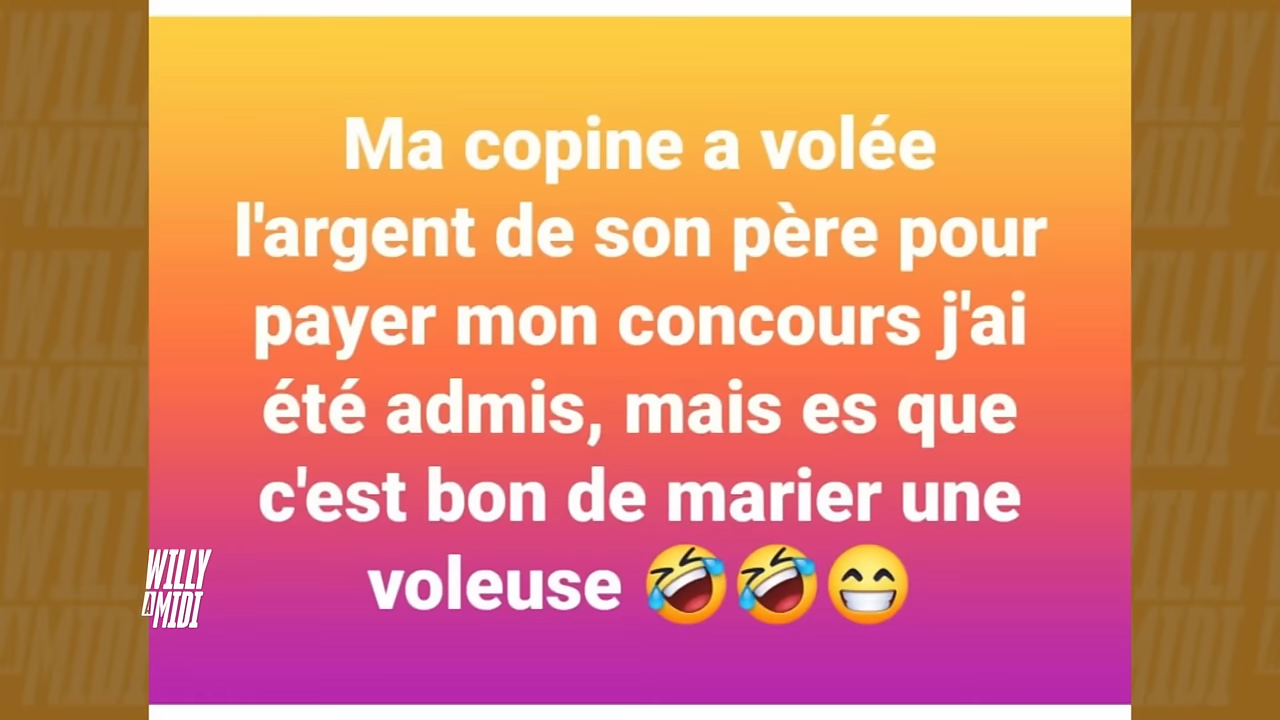 Ma copine a volée
l'argent de son père pour
payer mon concours j'ai
été admis, mais es que
c'est bon de marier une
voleuse 🤣🤣😁
WILLY
À MIDI